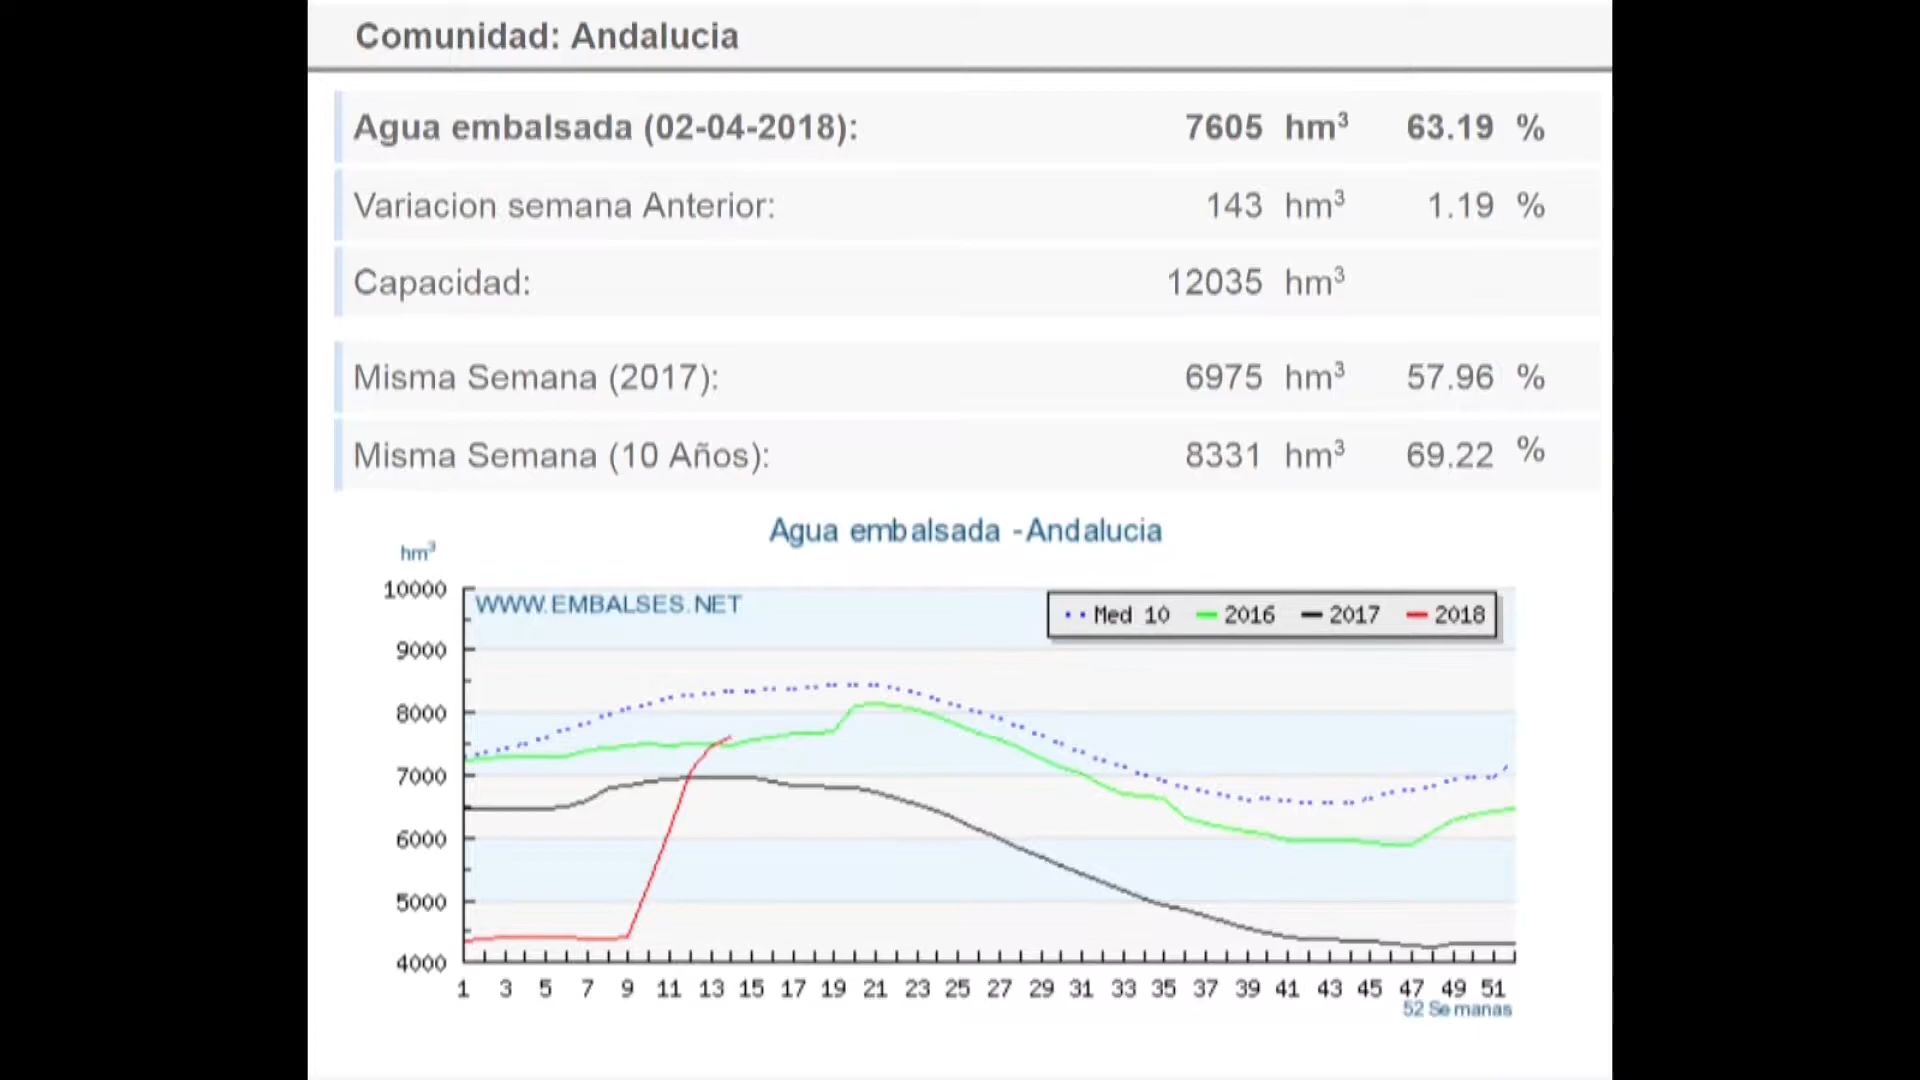 Comunidad: Andalucia
Agua embalsada (02-04-2018): 7605 hm³ 63.19 %
Variacion semana Anterior: 143 hm³ 1.19 %
Capacidad: 12035 hm³
Misma Semana (2017): 6975 hm³ 57.96 %
Misma Semana (10 Años): 8331 hm³ 69.22 %
Agua embalsada -Andalucia
hm³
WWW.EMBALSES.NET
Med 10 2016 2017 2018
10000
9000
8000
7000
6000
5000
4000
1 3 5 7 9 11 13 15 17 19 21 23 25 27 29 31 33 35 37 39 41 43 45 47 49 51
52 Semanas